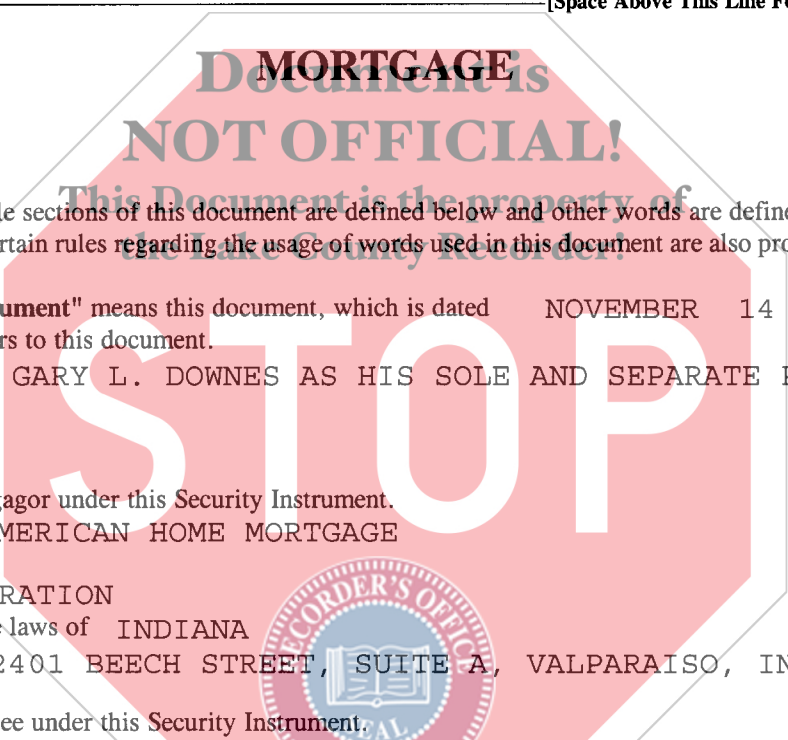 [Space Above This Line Fo
MORTGAGE
Document is
NOT OFFICIAL!
This Document is the property of
the Lake County Recorder!
le sections of this document are defined below and other words are define
rtain rules regarding the usage of words used in this document are also pro
ument" means this document, which is dated NOVEMBER 14
rs to this document.
GARY L. DOWNES AS HIS SOLE AND SEPARATE P
STOP
gagor under this Security Instrument.
MERICAN HOME MORTGAGE
RATION
e laws of INDIANA
2401 BEECH STREET, SUITE A, VALPARAISO, IN
ee under this Security Instrument.
RECORDER'S OFFIC
SEAL